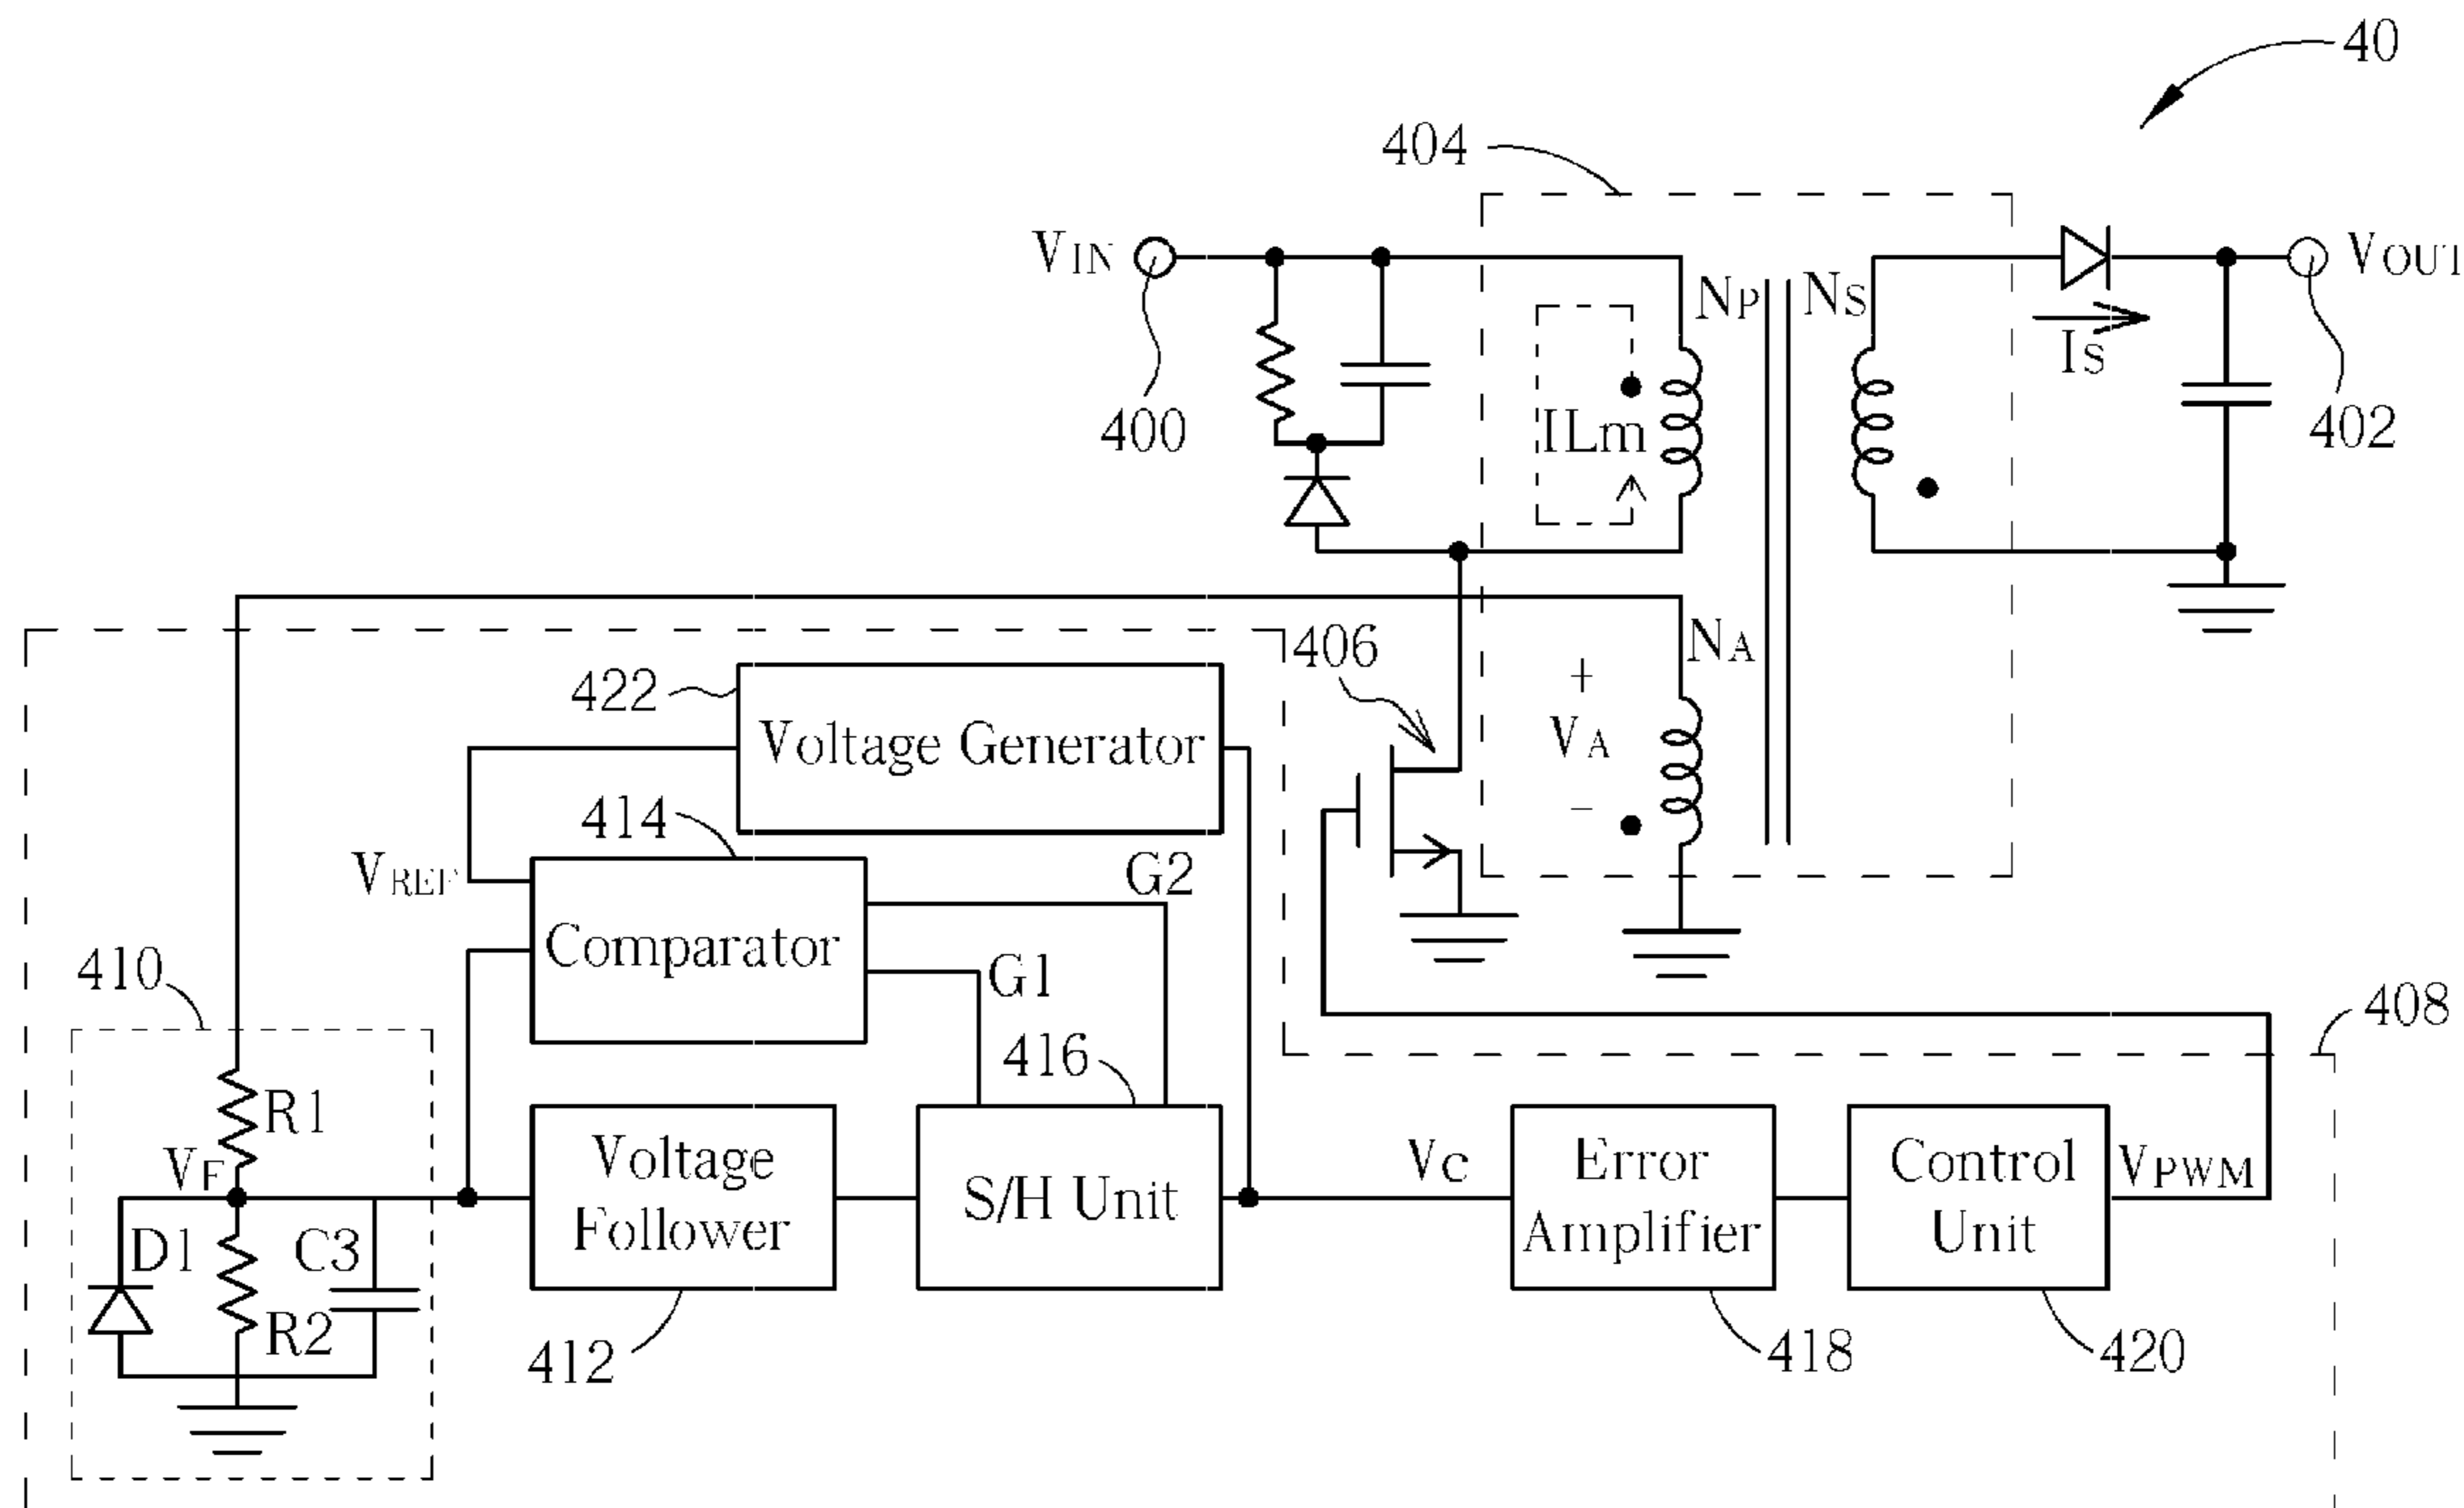 40
404
VIN
NP
NS
VOUT
IS
400
ILm
402
406
NA
+
VA
-
422
Voltage Generator
414
VREF
G2
Comparator
G1
410
408
416
R1
VF
Voltage
Follower
S/H Unit
VC
Error
Amplifier
Control
Unit
VPWM
D1
C3
R2
412
418
420